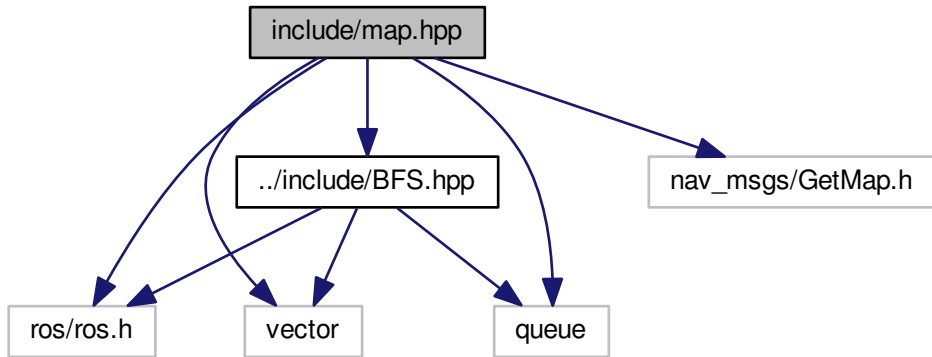 include/map.hpp
../include/BFS.hpp
nav_msgs/GetMap.h
ros/ros.h
vector
queue